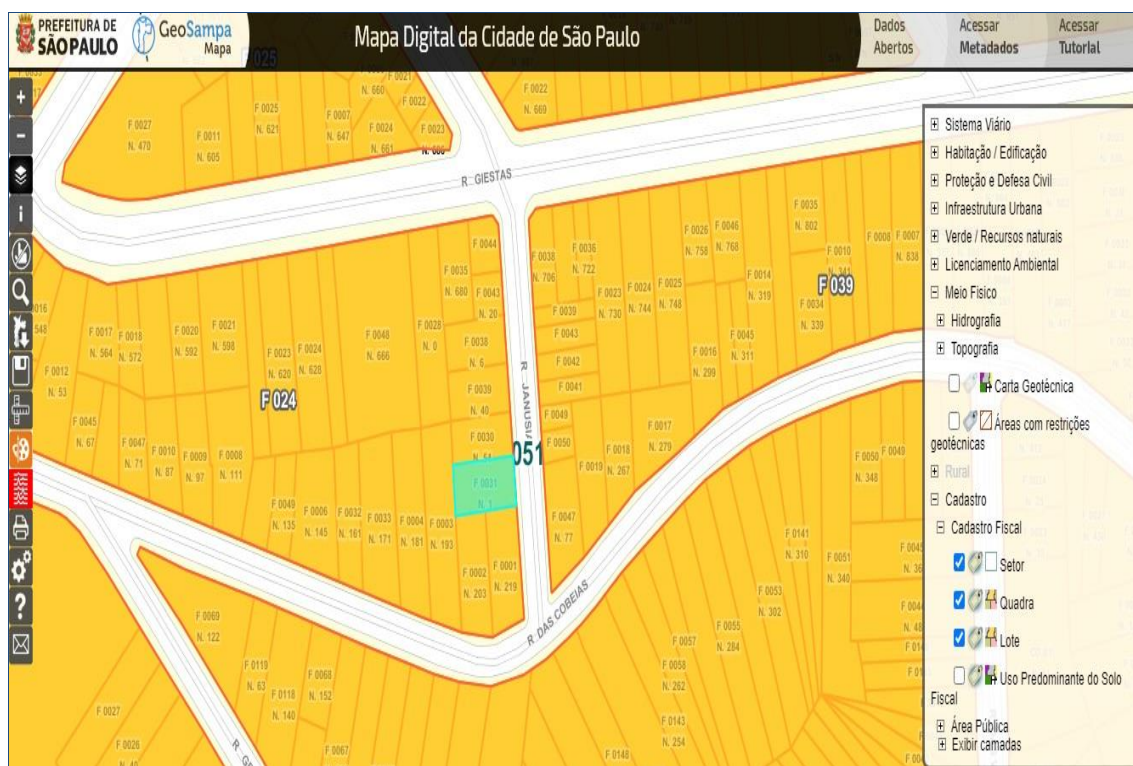 PREFEITURA DE
SÃO PAULO
GeoSampa
Mapa
Mapa Digital da Cidade de São Paulo
Dados
Abertos
Acessar
Metadados
Acessar
Tutorial
F 0027
N. 470
F 0011
N. 605
F 0025
N. 621
F 0007
N. 647
F 0021
N. 660
F 0022
F 0024
N. 661
F 0023
F 0022
N. 669
R GIESTAS
F 0044
F 0035
N. 680
F 0043
N. 20
F 0038
N. 706
F 0036
N. 722
F 0026
N. 758
F 0046
N. 768
F 0035
N. 802
F 0010
N. 341
F 0008
F 0007
N. 838
F 0023
N. 730
F 0024
N. 744
F 0025
N. 748
F 0014
N. 319
F 039
F 0034
N. 339
F 0017
N. 564
F 0018
N. 572
F 0020
N. 592
F 0021
N. 598
F 0023
N. 620
F 0024
N. 628
F 0048
N. 666
F 0028
N. 0
F 0038
N. 6
F 0039
F 0043
F 0042
F 0041
F 0045
N. 311
F 0016
N. 299
F 0012
N. 53
F 024
F 0039
N. 40
R JANUSIA
F 0030
051
F 0049
F 0050
F 0017
N. 279
F 0018
N. 267
F 0019
F 0045
N. 67
F 0047
N. 71
F 0010
N. 87
F 0009
N. 97
F 0008
N. 111
F 0031
F 0050
N. 348
F 0049
F 0049
N. 135
F 0006
N. 145
F 0032
N. 161
F 0033
N. 171
F 0004
N. 181
F 0003
N. 193
F 0047
N. 77
F 0141
N. 310
F 0051
N. 340
F 0002
N. 203
F 0001
N. 219
R DAS COBEIAS
F 0053
N. 302
F 0069
N. 122
F 0055
N. 284
F 0057
F 0058
N. 262
F 0119
N. 63
F 0118
N. 140
F 0068
N. 152
F 0027
F 0026
F 0067
F 0143
N. 254
F 0148
Sistema Viário
Habitação / Edificação
Proteção e Defesa Civil
Infraestrutura Urbana
Verde / Recursos naturais
Licenciamento Ambiental
Meio Físico
Hidrografia
Topografia
Carta Geotécnica
Áreas com restrições
geotécnicas
Rural
Cadastro
Cadastro Fiscal
Setor
Quadra
Lote
Uso Predominante do Solo
Fiscal
Área Pública
Exibir camadas